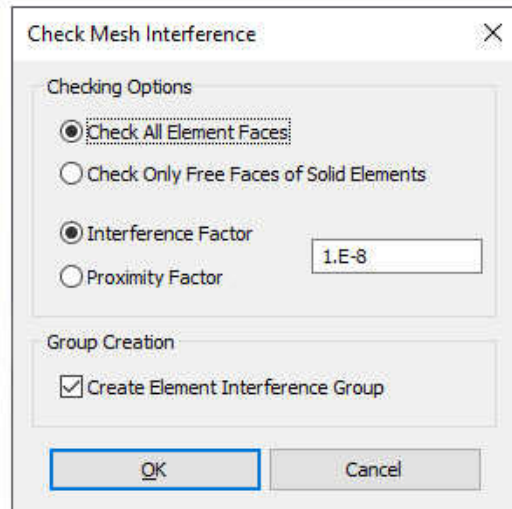 Check Mesh Interference
Checking Options
Check All Element Faces
Check Only Free Faces of Solid Elements
Interference Factor
1.E-8
Proximity Factor
Group Creation
Create Element Interference Group
OK
Cancel